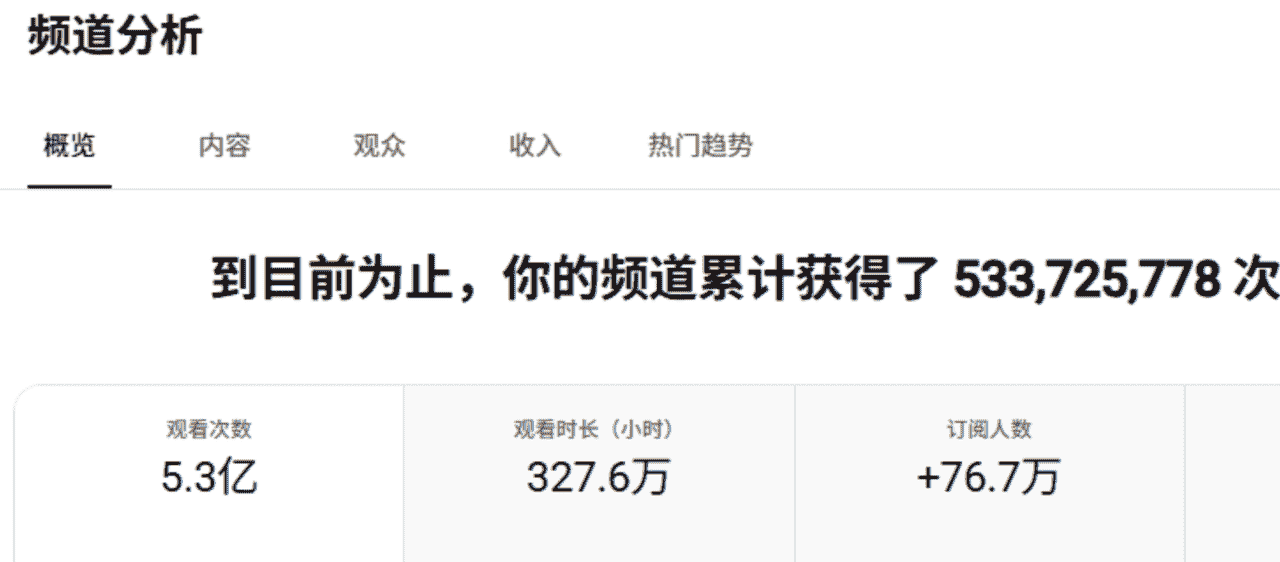 频道分析
概览 内容 观众 收入 热门趋势
到目前为止，你的频道累计获得了 533,725,778 次
观看次数 观看时长（小时） 订阅人数
5.3亿 327.6万 +76.7万